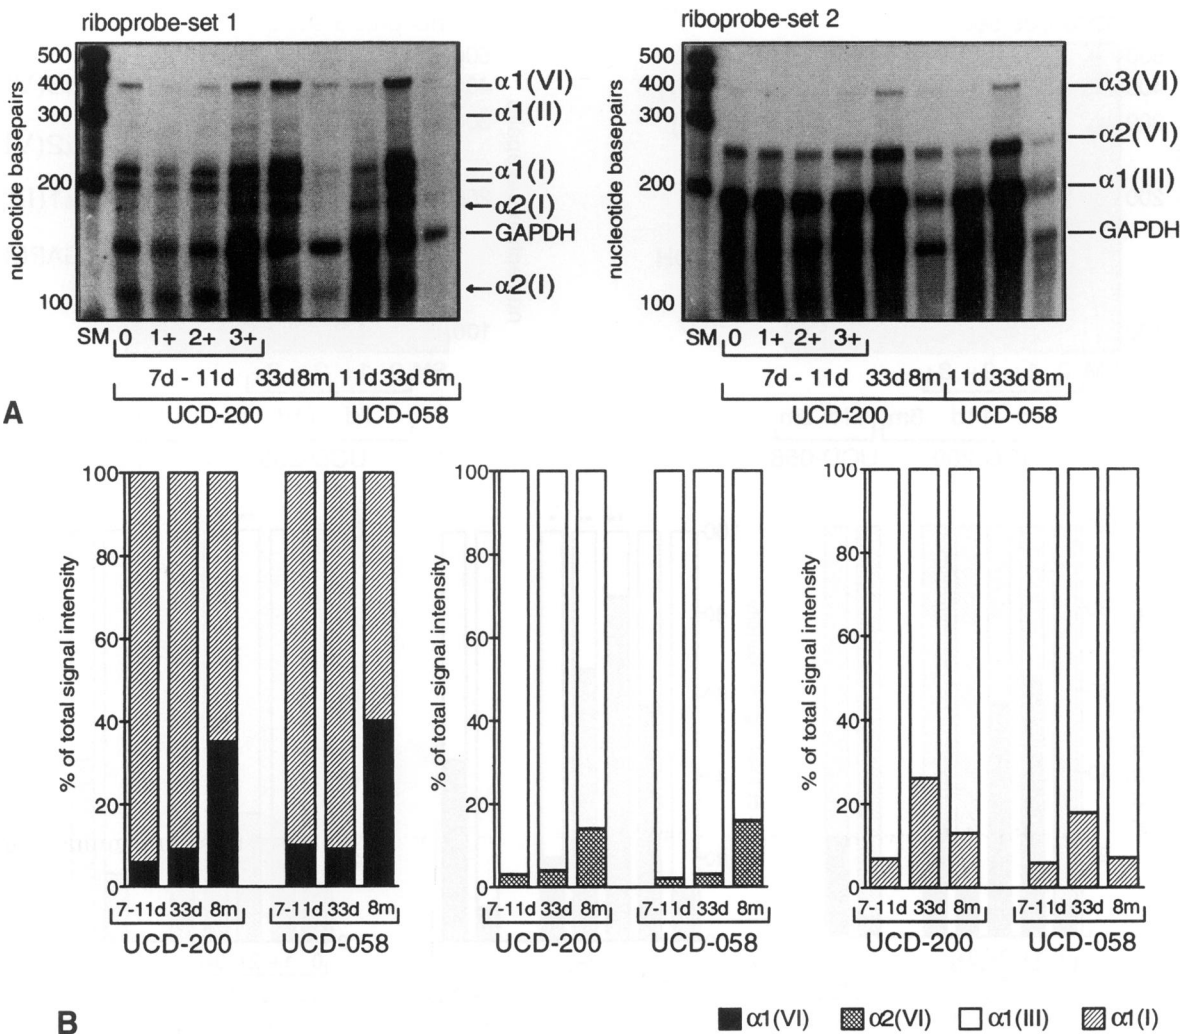 riboprobe-set 1
nucleotide basepairs
500
400
300
200
100
α1(VI)
α1(II)
α1(I)
α2(I)
GAPDH
α2(I)
SM 0 1+ 2+ 3+
7d - 11d 33d 8m 11d 33d 8m
UCD-200 UCD-058
riboprobe-set 2
nucleotide basepairs
500
400
300
200
100
α3(VI)
α2(VI)
α1(III)
GAPDH
SM 0 1+ 2+ 3+
7d - 11d 33d 8m 11d 33d 8m
UCD-200 UCD-058
A
% of total signal intensity
100
80
60
40
20
0
7-11d 33d 8m 7-11d 33d 8m
UCD-200 UCD-058
% of total signal intensity
100
80
60
40
20
0
7-11d 33d 8m 7-11d 33d 8m
UCD-200 UCD-058
% of total signal intensity
100
80
60
40
20
0
7-11d 33d 8m 7-11d 33d 8m
UCD-200 UCD-058
B
α1(VI) α2(VI) α1(III) α1(I)